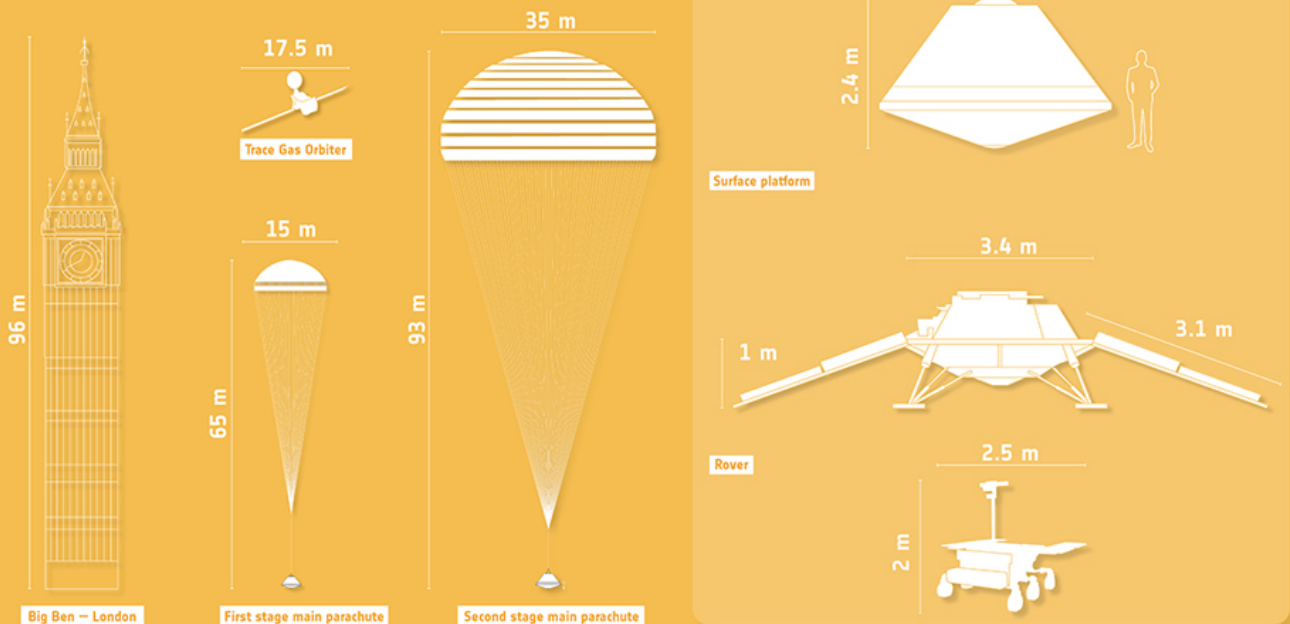 96 m
Big Ben – London
17.5 m
Trace Gas Orbiter
15 m
65 m
First stage main parachute
35 m
93 m
Second stage main parachute
2.4 m
Surface platform
3.4 m
1 m
3.1 m
Rover
2.5 m
2 m